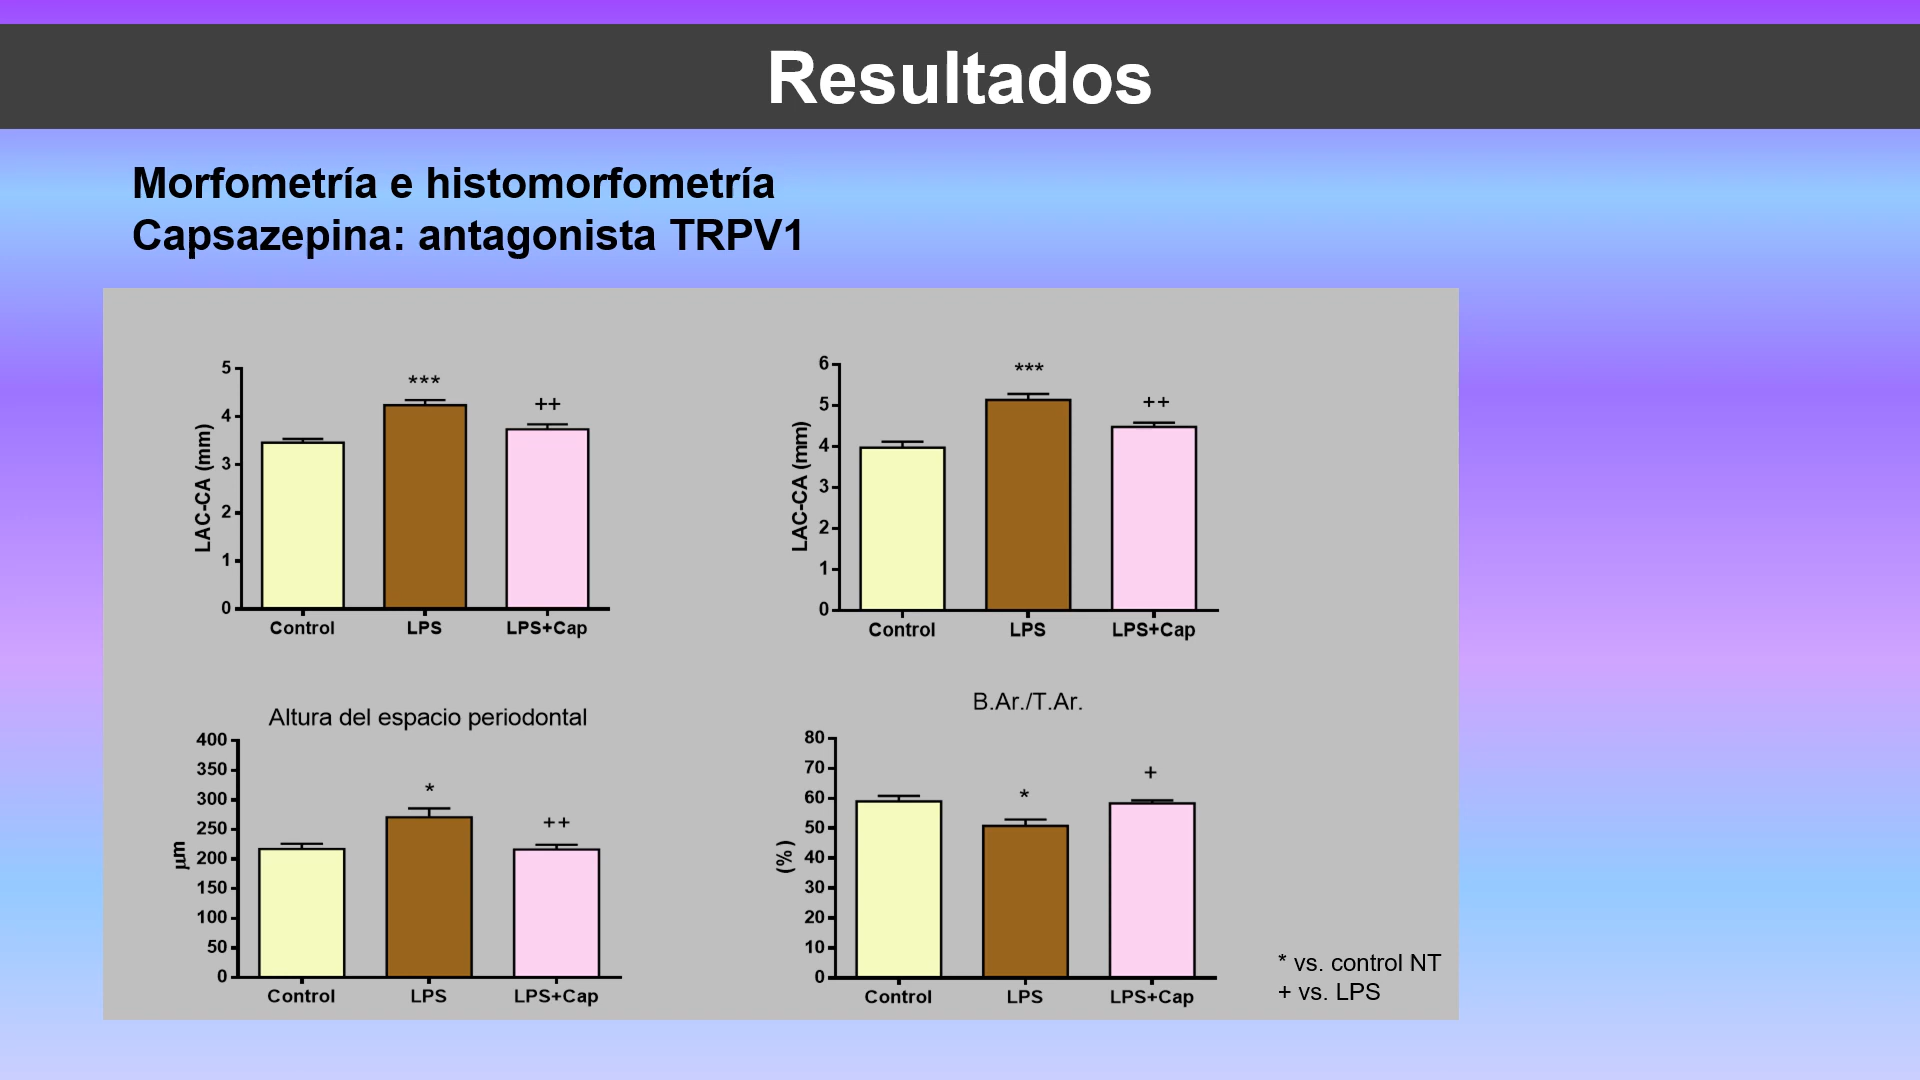 Resultados
Morfometría e histomorfometría
Capsazepina: antagonista TRPV1
5
4
3
2
1
0
LAC-CA (mm)
***
++
Control
LPS
LPS+Cap
6
5
4
3
2
1
0
LAC-CA (mm)
***
++
Control
LPS
LPS+Cap
Altura del espacio periodontal
400
350
300
250
200
150
100
50
0
µm
*
++
Control
LPS
LPS+Cap
B.Ar./T.Ar.
80
70
60
50
40
30
20
10
0
(%)
*
+
Control
LPS
LPS+Cap
* vs. control NT
+ vs. LPS